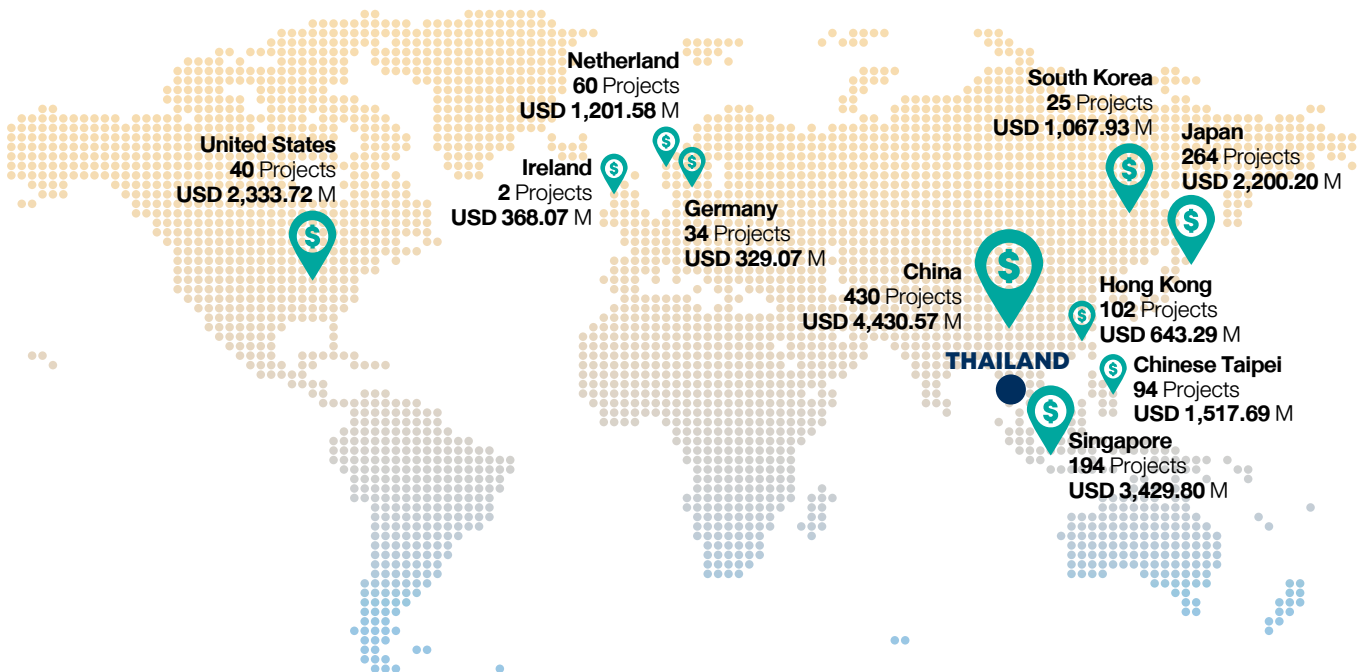 Netherland
60 Projects
USD 1,201.58 M
South Korea
25 Projects
USD 1,067.93 M
Japan
264 Projects
USD 2,200.20 M
United States
40 Projects
USD 2,333.72 M
Ireland
2 Projects
USD 368.07 M
Germany
34 Projects
USD 329.07 M
China
430 Projects
USD 4,430.57 M
Hong Kong
102 Projects
USD 643.29 M
THAILAND
Chinese Taipei
94 Projects
USD 1,517.69 M
Singapore
194 Projects
USD 3,429.80 M
$
$
$
$
$
$
$
$
$
$